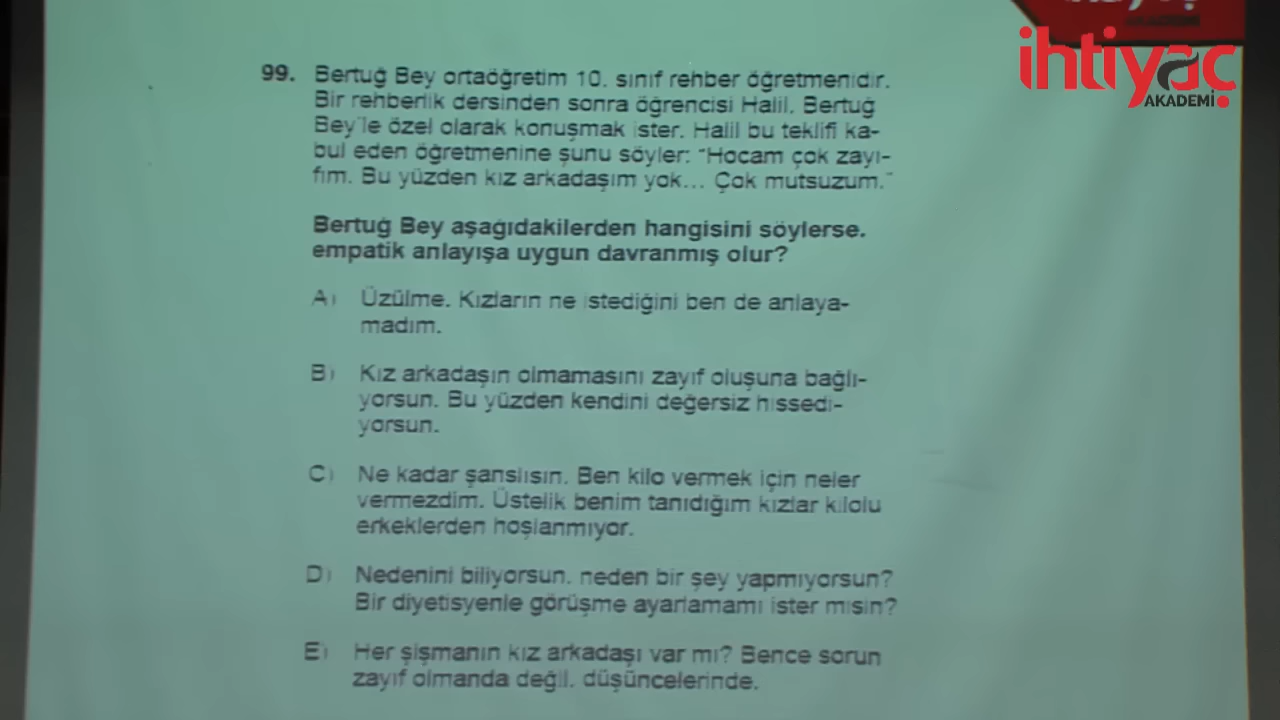 ihtiyaç
AKADEMİ
99. Bertuğ Bey ortaöğretim 10. sınıf rehber öğretmenidir.
Bir rehberlik dersinden sonra öğrencisi Halil, Bertuğ
Bey'le özel olarak konuşmak ister. Halil bu teklifi ka-
bul eden öğretmenine şunu söyler: "Hocam çok zayı-
fım. Bu yüzden kız arkadaşım yok... Çok mutsuzum."
Bertuğ Bey aşağıdakilerden hangisini söylerse,
empatik anlayışa uygun davranmış olur?
A) Üzülme. Kızların ne istediğini ben de anlaya-
madım.
B) Kız arkadaşın olmamasını zayıf oluşuna bağlı-
yorsun. Bu yüzden kendini değersiz hissedi-
yorsun.
C) Ne kadar şanslısın. Ben kilo vermek için neler
vermezdim. Üstelik benim tanıdığım kızlar kilolu
erkeklerden hoşlanmıyor.
D) Nedenini biliyorsun, neden bir şey yapmıyorsun?
Bir diyetisyenle görüşme ayarlamamı ister misin?
E) Her şişmanın kız arkadaşı var mı? Bence sorun
zayıf olmanda değil, düşüncelerinde.